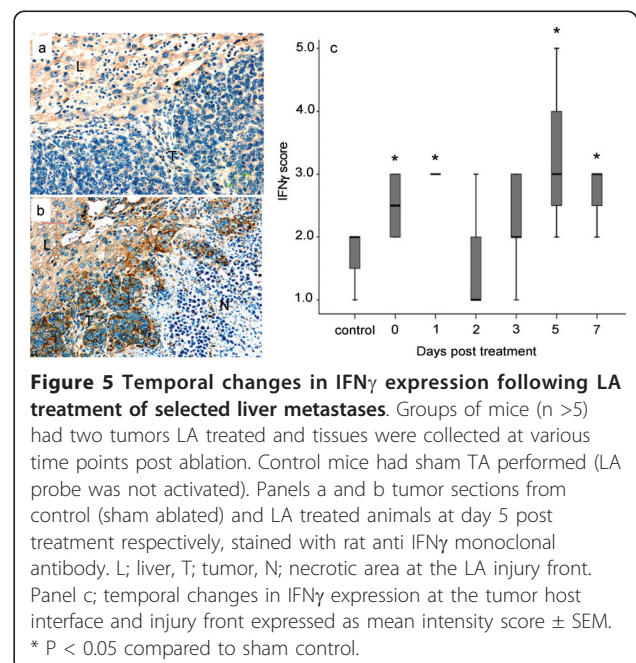 a
L
T
b
L
T
N
c
IFNγ score
5.0
4.0
3.0
2.0
1.0
* * * *
control 0 1 2 3 5 7
Days post treatment
Figure 5 Temporal changes in IFNγ expression following LA
treatment of selected liver metastases. Groups of mice (n >5)
had two tumors LA treated and tissues were collected at various
time points post ablation. Control mice had sham TA performed (LA
probe was not activated). Panels a and b tumor sections from
control (sham ablated) and LA treated animals at day 5 post
treatment respectively, stained with rat anti IFNγ monoclonal
antibody. L; liver, T; tumor, N; necrotic area at the LA injury front.
Panel c; temporal changes in IFNγ expression at the tumor host
interface and injury front expressed as mean intensity score ± SEM.
* P < 0.05 compared to sham control.